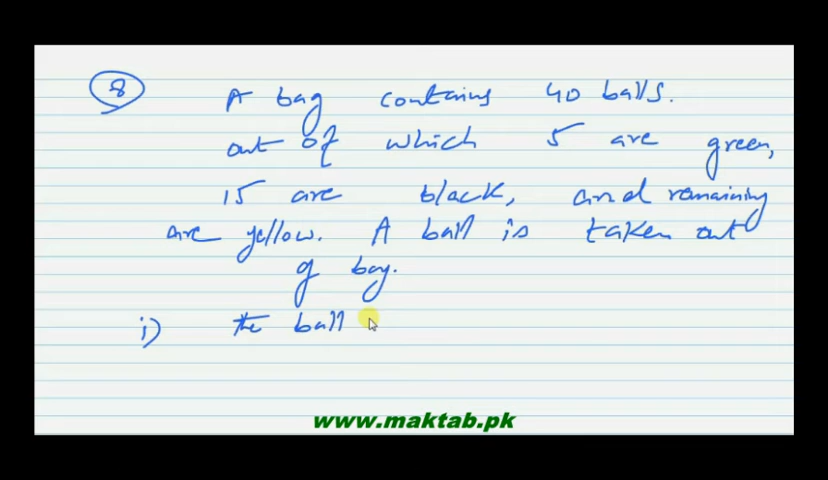 8 A bag contains 40 balls.
out of which 5 are green,
15 are black, and remaining
are yellow. A ball is taken out
of bag.
i) the ball
www.maktab.pk